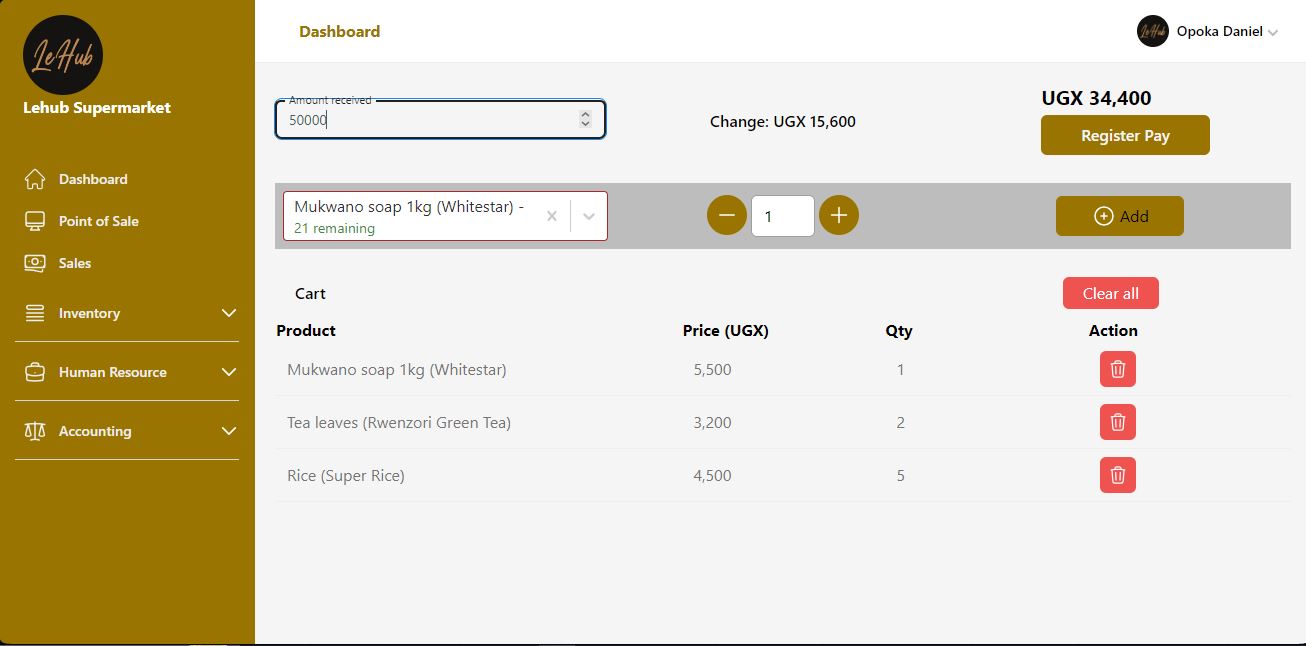 LeHub
Lehub Supermarket
Dashboard
Point of Sale
Sales
Inventory
Human Resource
Accounting
Dashboard
LeHub
Opoka Daniel
Amount received
50000
Change: UGX 15,600
UGX 34,400
Register Pay
Mukwano soap 1kg (Whitestar) -
21 remaining
1
Add
Cart
Clear all
Product Price (UGX) Qty Action
Mukwano soap 1kg (Whitestar) 5,500 1
Tea leaves (Rwenzori Green Tea) 3,200 2
Rice (Super Rice) 4,500 5